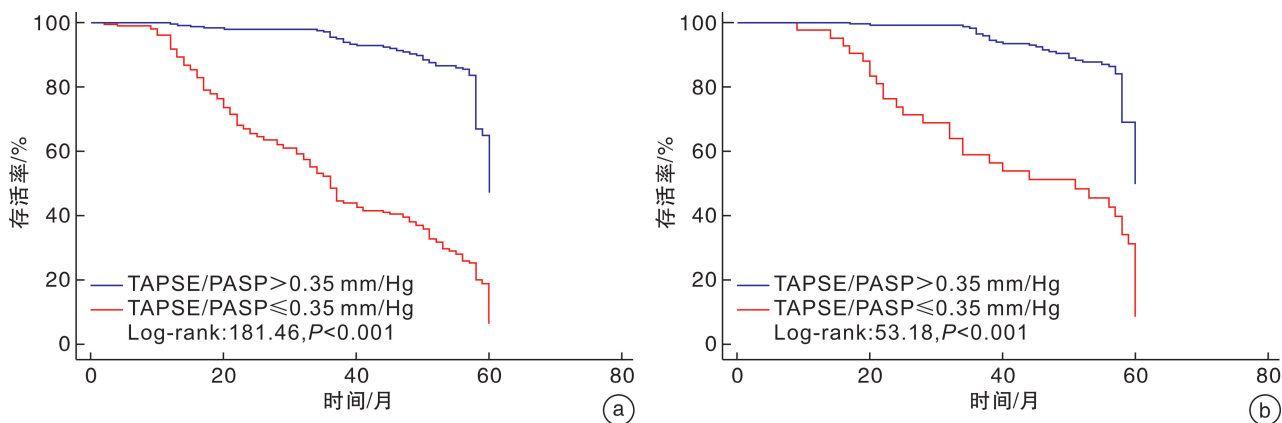 100
80
60
40
20
0
存活率/%
TAPSE/PASP＞0.35 mm/Hg
TAPSE/PASP≤0.35 mm/Hg
Log-rank:181.46,P<0.001
0
20
40
60
80
时间/月
a
100
80
60
40
20
0
存活率/%
TAPSE/PASP＞0.35 mm/Hg
TAPSE/PASP≤0.35 mm/Hg
Log-rank:53.18,P<0.001
0
20
40
60
80
时间/月
b